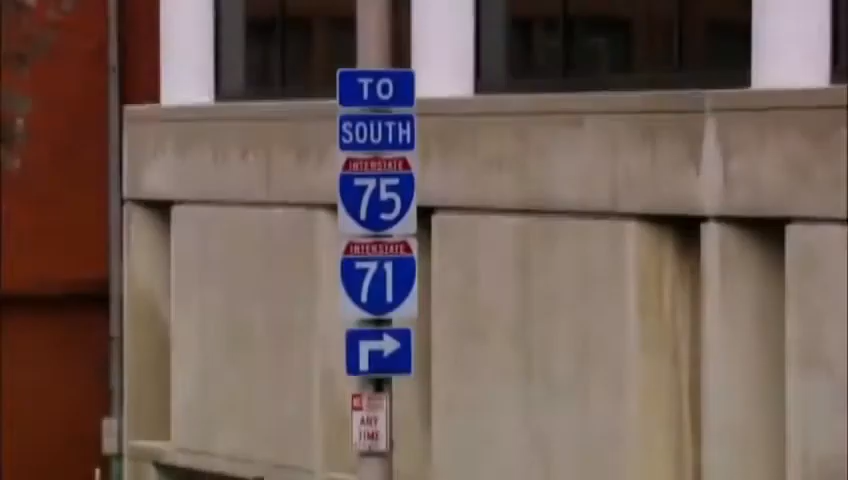 TO
SOUTH
INTERSTATE
75
INTERSTATE
71
ANY
TIME